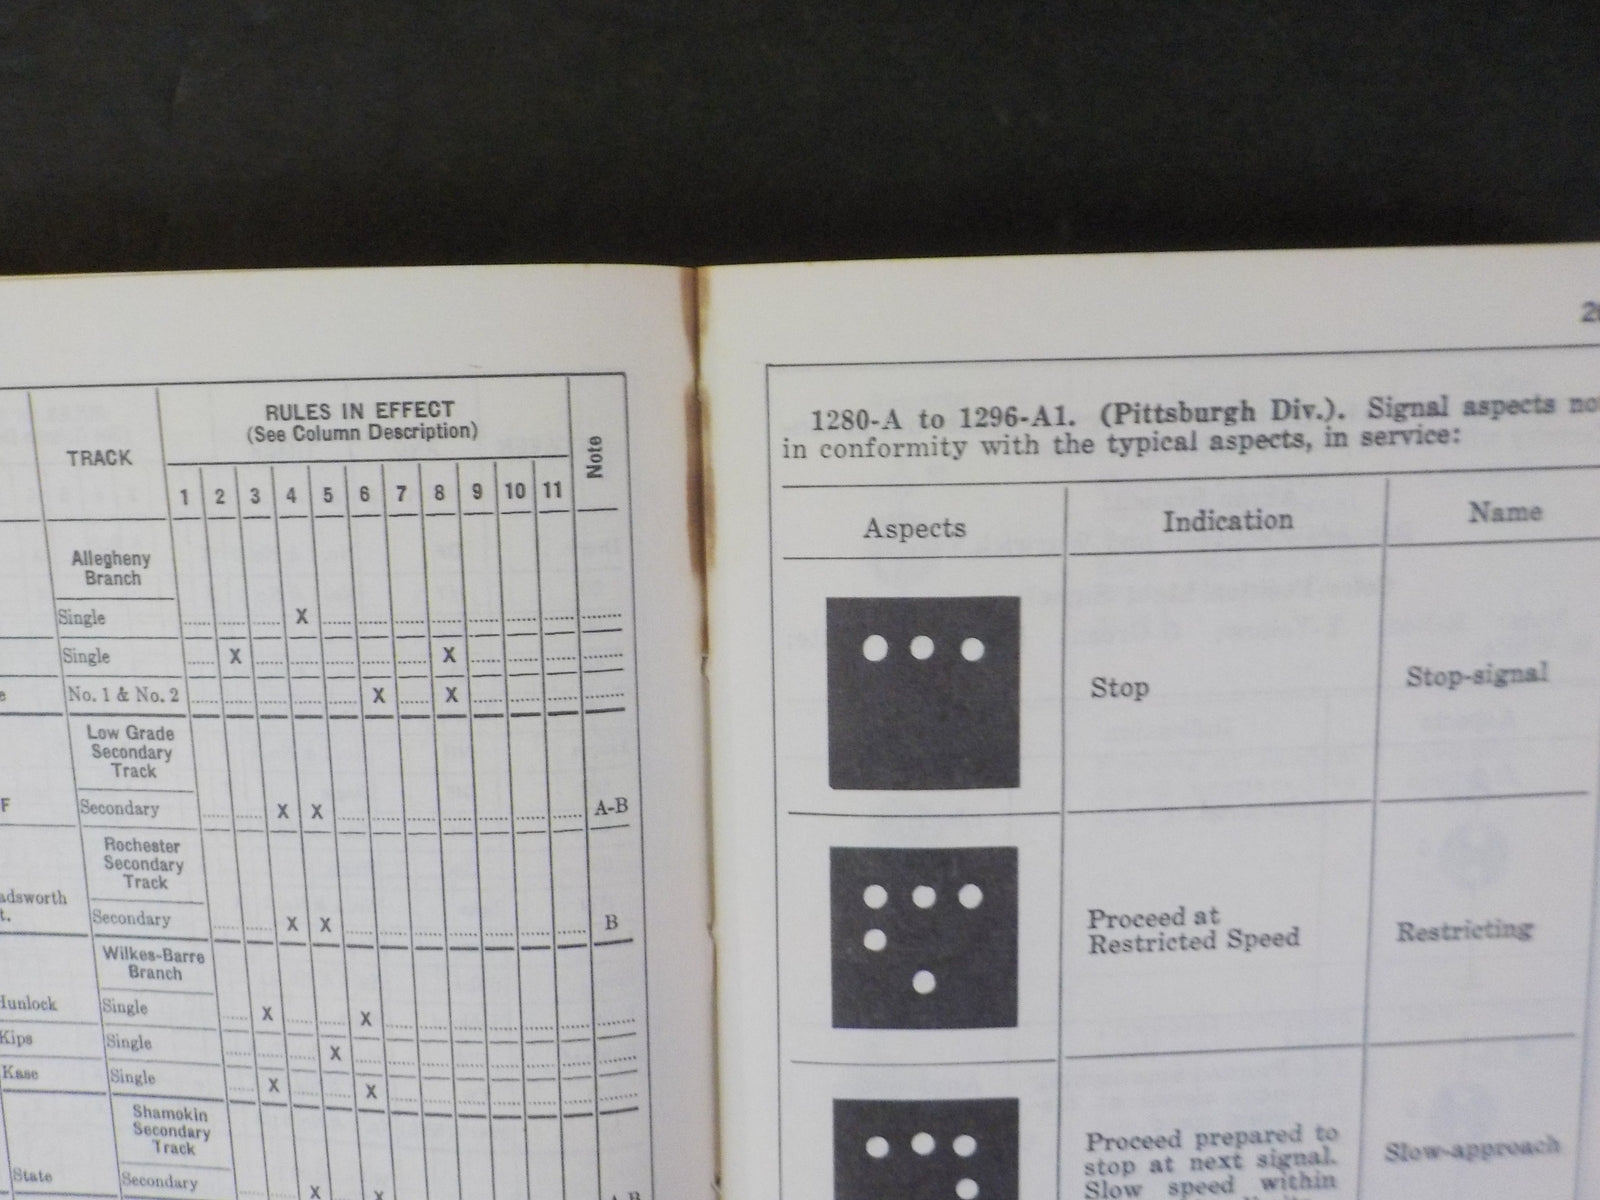 RULES IN EFFECT
(See Column Description)
TRACK
Note
1 2 3 4 5 6 7 8 9 10 11
Allegheny
Branch
Single ...... ...... ...... X ...... ...... ...... ...... ...... ...... ...... ......
Single ...... X ...... ...... ...... ...... ...... X ...... ...... ...... ......
No. 1 & No. 2 ...... ...... ...... ...... ...... X ...... X ...... ...... ...... ......
Low Grade
Secondary
Track
F Secondary ...... ...... X X ...... ...... ...... ...... ...... ...... ...... A-B
Rochester
Secondary
Track
adsworth
t. Secondary ...... ...... X X ...... ...... ...... ...... ...... ...... ...... B
Wilkes-Barre
Branch
Hunlock Single ...... X ...... ...... X ...... ...... ...... ...... ...... ...... ......
Kips Single ...... ...... ...... X ...... ...... ...... ...... ...... ...... ...... ......
Kase Single ...... X ...... ...... X ...... ...... ...... ...... ...... ...... ......
Shamokin
Secondary
Track
State Secondary ...... ...... X ...... X ...... ...... ...... ...... ...... ...... A-B
1280-A to 1296-A1. (Pittsburgh Div.). Signal aspects no
in conformity with the typical aspects, in service:
Aspects Indication Name
Stop Stop-signal
Proceed at
Restricted Speed Restricting
Proceed prepared to
stop at next signal.
Slow speed within
Slow-approach